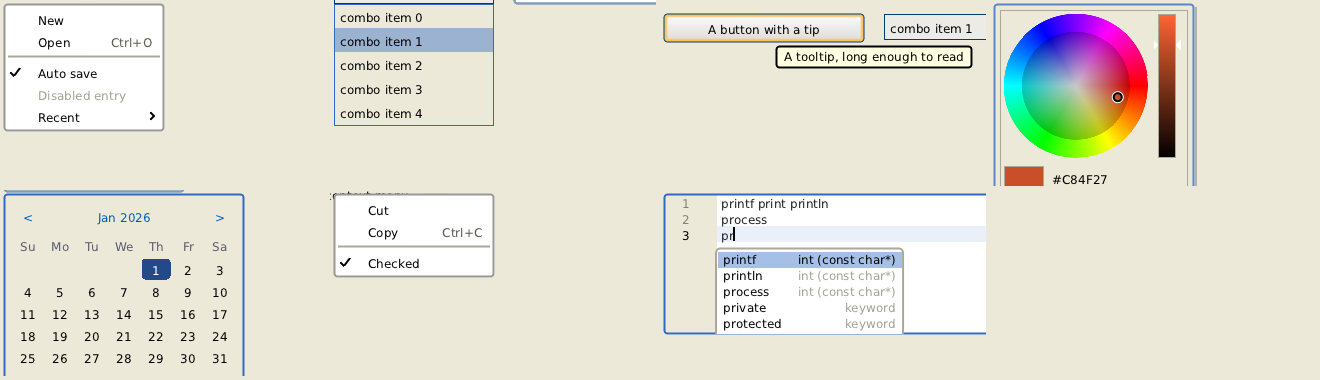 New
Open Ctrl+O
Auto save
Disabled entry
Recent
combo item 0
combo item 1
combo item 2
combo item 3
combo item 4
A button with a tip
combo item 1
A tooltip, long enough to read
#C84F27
< Jan 2026 >
Su Mo Tu We Th Fr Sa
1 2 3
4 5 6 7 8 9 10
11 12 13 14 15 16 17
18 19 20 21 22 23 24
25 26 27 28 29 30 31
Cut
Copy Ctrl+C
Checked
1 printf print println
2 process
3 pr
printf int (const char*)
println int (const char*)
process int (const char*)
private keyword
protected keyword